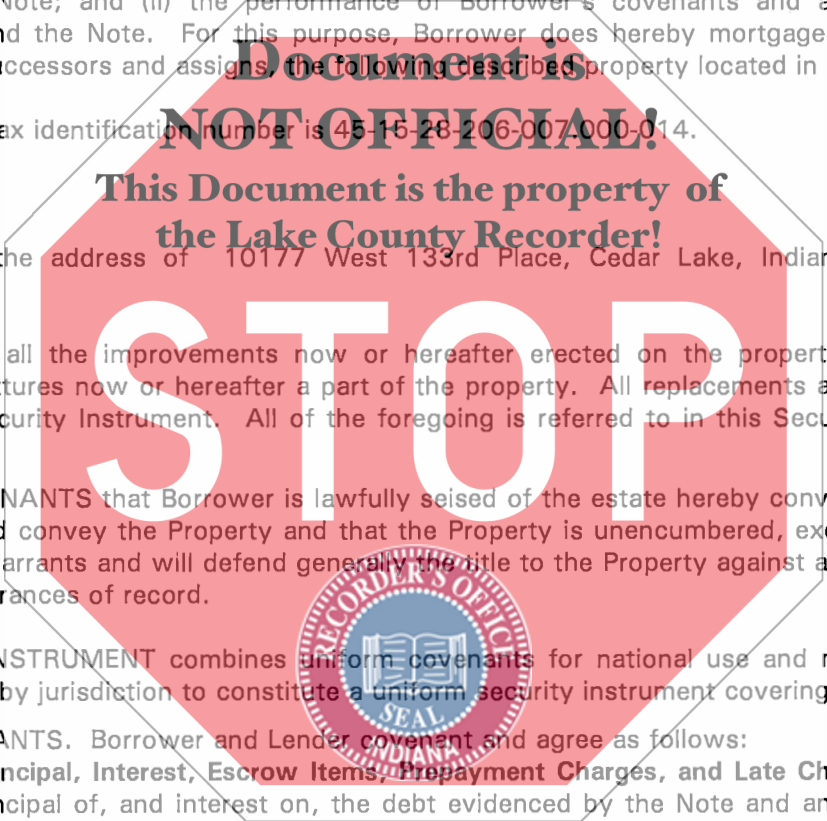 Note; and (ii) the performance of Borrower's covenants and a
nd the Note. For this purpose, Borrower does hereby mortgage
Document is
ccessors and assigns, the following described property located in
NOT OFFICIAL!
ax identification number is 45-15-28-206-007.000-014.
This Document is the property of
the Lake County Recorder!
he address of 10177 West 133rd Place, Cedar Lake, Indian
STOP
all the improvements now or hereafter erected on the propert
tures now or hereafter a part of the property. All replacements a
curity Instrument. All of the foregoing is referred to in this Secu
NANTS that Borrower is lawfully seised of the estate hereby conv
d convey the Property and that the Property is unencumbered, exc
arrants and will defend generally the title to the Property against a
rances of record.
RECORDER'S OFFICE
SEAL
INDIANA
NSTRUMENT combines uniform covenants for national use and n
by jurisdiction to constitute a uniform security instrument covering
ANTS. Borrower and Lender covenant and agree as follows:
ncipal, Interest, Escrow Items, Prepayment Charges, and Late Ch
ncipal of, and interest on, the debt evidenced by the Note and an